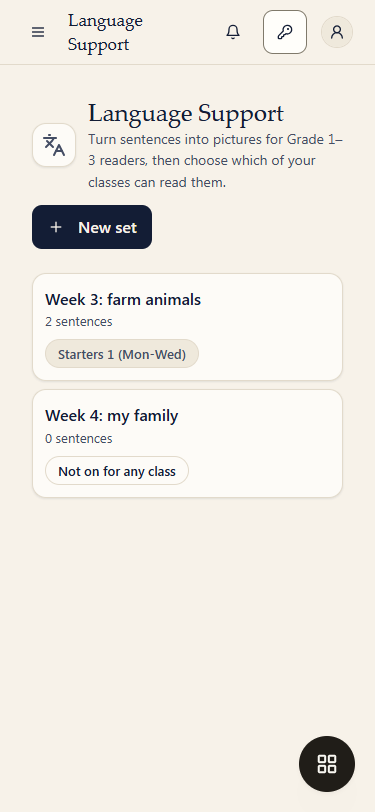 Language
Support
Language Support
Turn sentences into pictures for Grade 1–
3 readers, then choose which of your
classes can read them.
New set
Week 3: farm animals
2 sentences
Starters 1 (Mon-Wed)
Week 4: my family
0 sentences
Not on for any class